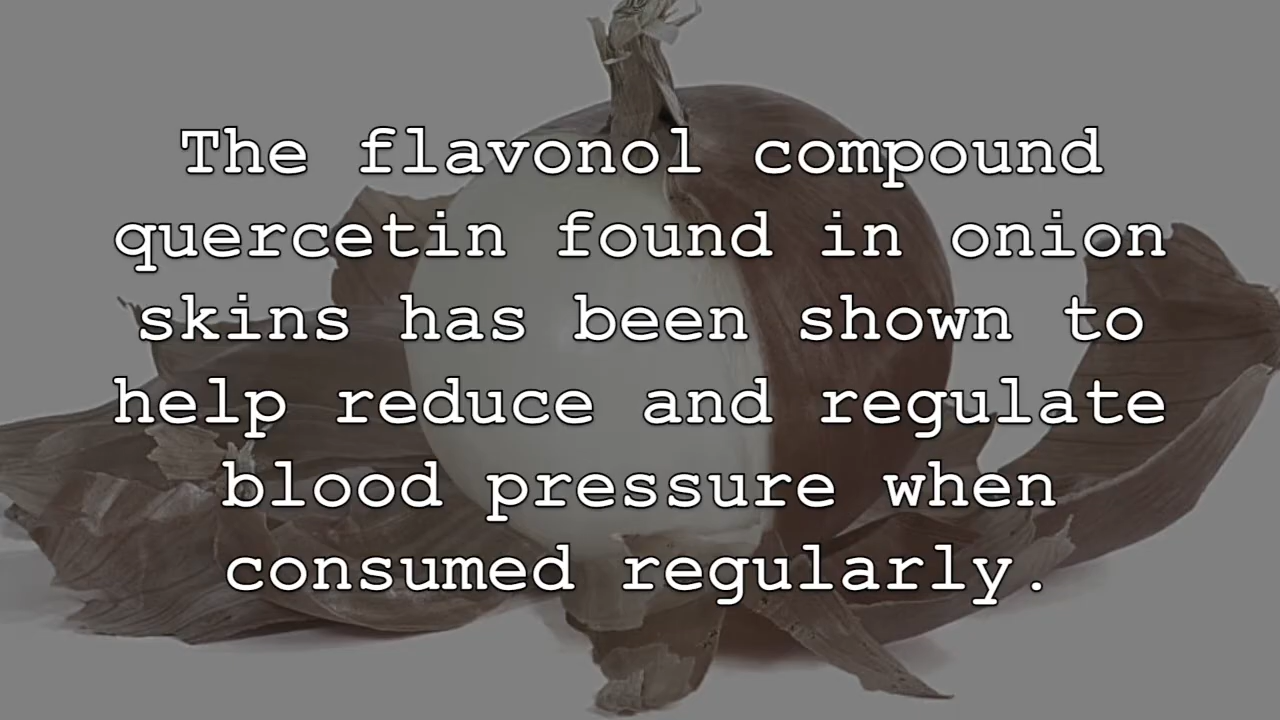 The flavonol compound
quercetin found in onion
skins has been shown to
help reduce and regulate
blood pressure when
consumed regularly.